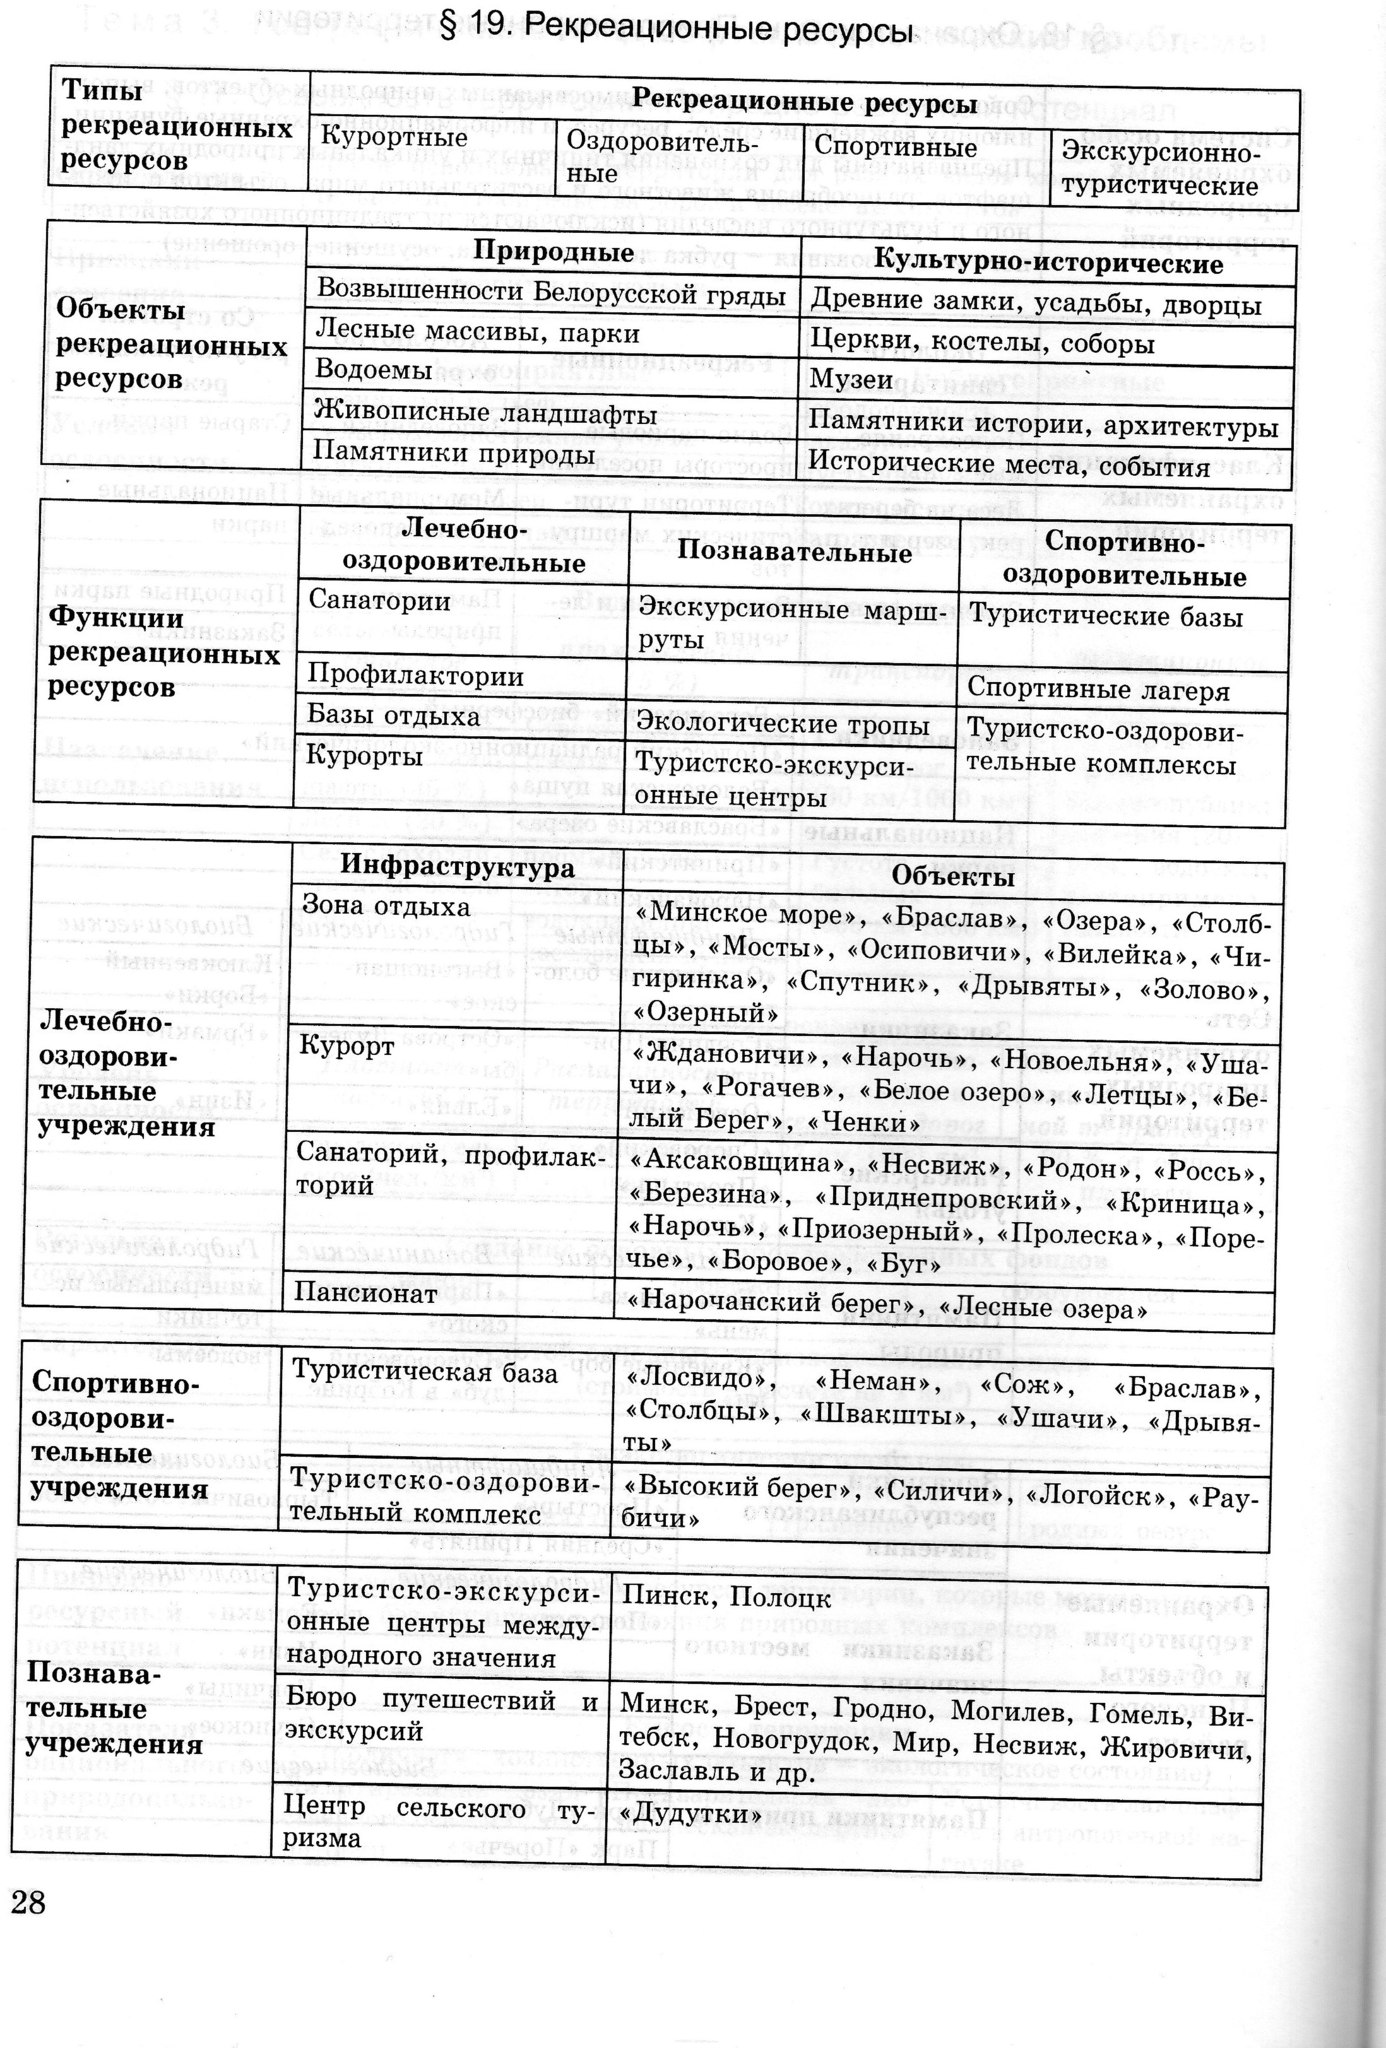 § 19. Рекреационные ресурсы
Типы
рекреационных
ресурсов
Рекреационные ресурсы
Курортные
Оздоровитель-
ные
Спортивные
Экскурсионно-
туристические
Объекты
рекреационных
ресурсов
Природные
Культурно-исторические
Возвышенности Белорусской гряды
Древние замки, усадьбы, дворцы
Лесные массивы, парки
Церкви, костелы, соборы
Водоемы
Музеи
Живописные ландшафты
Памятники истории, архитектуры
Памятники природы
Исторические места, события
Функции
рекреационных
ресурсов
Лечебно-
оздоровительные
Познавательные
Спортивно-
оздоровительные
Санатории
Экскурсионные марш-
руты
Туристические базы
Профилактории
Спортивные лагеря
Базы отдыха
Экологические тропы
Туристско-оздорови-
тельные комплексы
Курорты
Туристско-экскурси-
онные центры
Лечебно-
оздорови-
тельные
учреждения
Инфраструктура
Объекты
Зона отдыха
«Минское море», «Браслав», «Озера», «Столб-
цы», «Мосты», «Осиповичи», «Вилейка», «Чи-
гиринка», «Спутник», «Дрывяты», «Золово»,
«Озерный»
Курорт
«Ждановичи», «Нарочь», «Новоельня», «Уша-
чи», «Рогачев», «Белое озеро», «Летцы», «Бе-
лый Берег», «Ченки»
Санаторий, профилак-
торий
«Аксаковщина», «Несвиж», «Родон», «Россь»,
«Березина», «Приднепровский», «Криница»,
«Нарочь», «Приозерный», «Пролеска», «Поре-
чье», «Боровое», «Буг»
Пансионат
«Нарочанский берег», «Лесные озера»
Спортивно-
оздорови-
тельные
учреждения
Туристическая база
«Лосвидо», «Неман», «Сож», «Браслав»,
«Столбцы», «Швакшты», «Ушачи», «Дрывя-
ты»
Туристско-оздорови-
тельный комплекс
«Высокий берег», «Силичи», «Логойск», «Рау-
бичи»
Познава-
тельные
учреждения
Туристско-экскурси-
онные центры между-
народного значения
Пинск, Полоцк
Бюро путешествий и
экскурсий
Минск, Брест, Гродно, Могилев, Гомель, Ви-
тебск, Новогрудок, Мир, Несвиж, Жировичи,
Заславль и др.
Центр сельского ту-
ризма
«Дудутки»
28